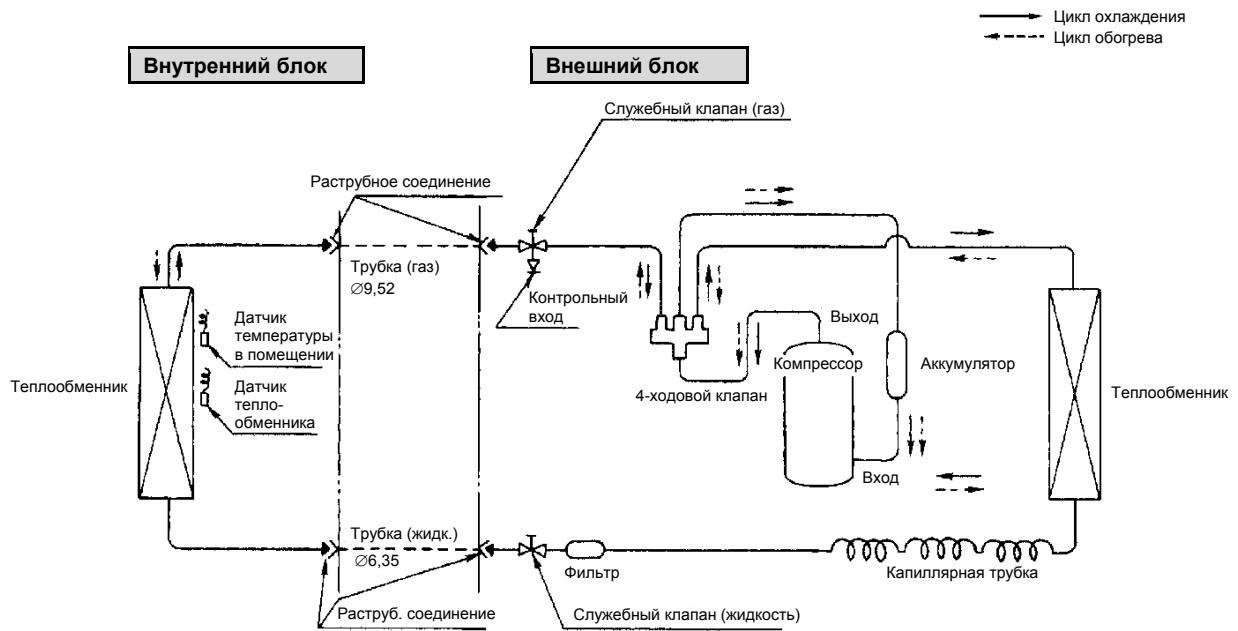 Цикл охлаждения
Цикл обогрева
Внутренний блок
Внешний блок
Служебный клапан (газ)
Раструбное соединение
Трубка (газ)
∅9,52
Контрольный
вход
Выход
Датчик
температуры
в помещении
Компрессор
Аккумулятор
Теплообменник
Датчик
тепло-
обменника
4-ходовой клапан
Теплообменник
Вход
Трубка (жидк.)
∅6,35
Фильтр
Капиллярная трубка
Раструб. соединение
Служебный клапан (жидкость)